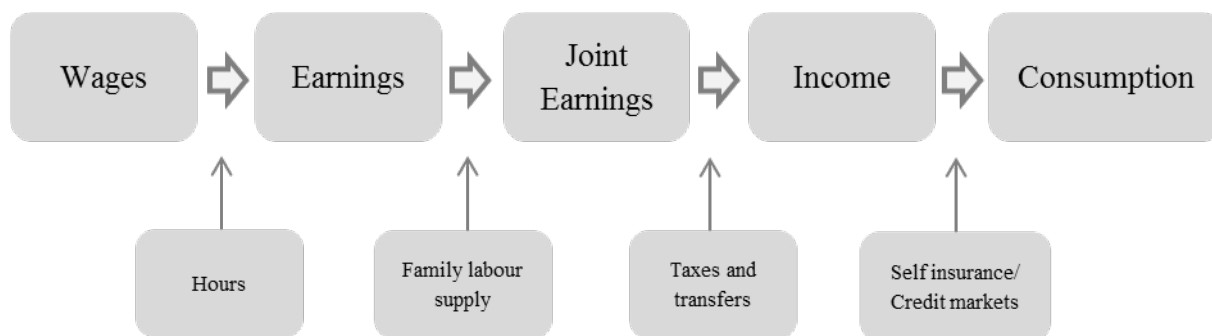 Wages
Earnings
Joint
Earnings
Income
Consumption
Hours
Family labour
supply
Taxes and
transfers
Self insurance/
Credit markets